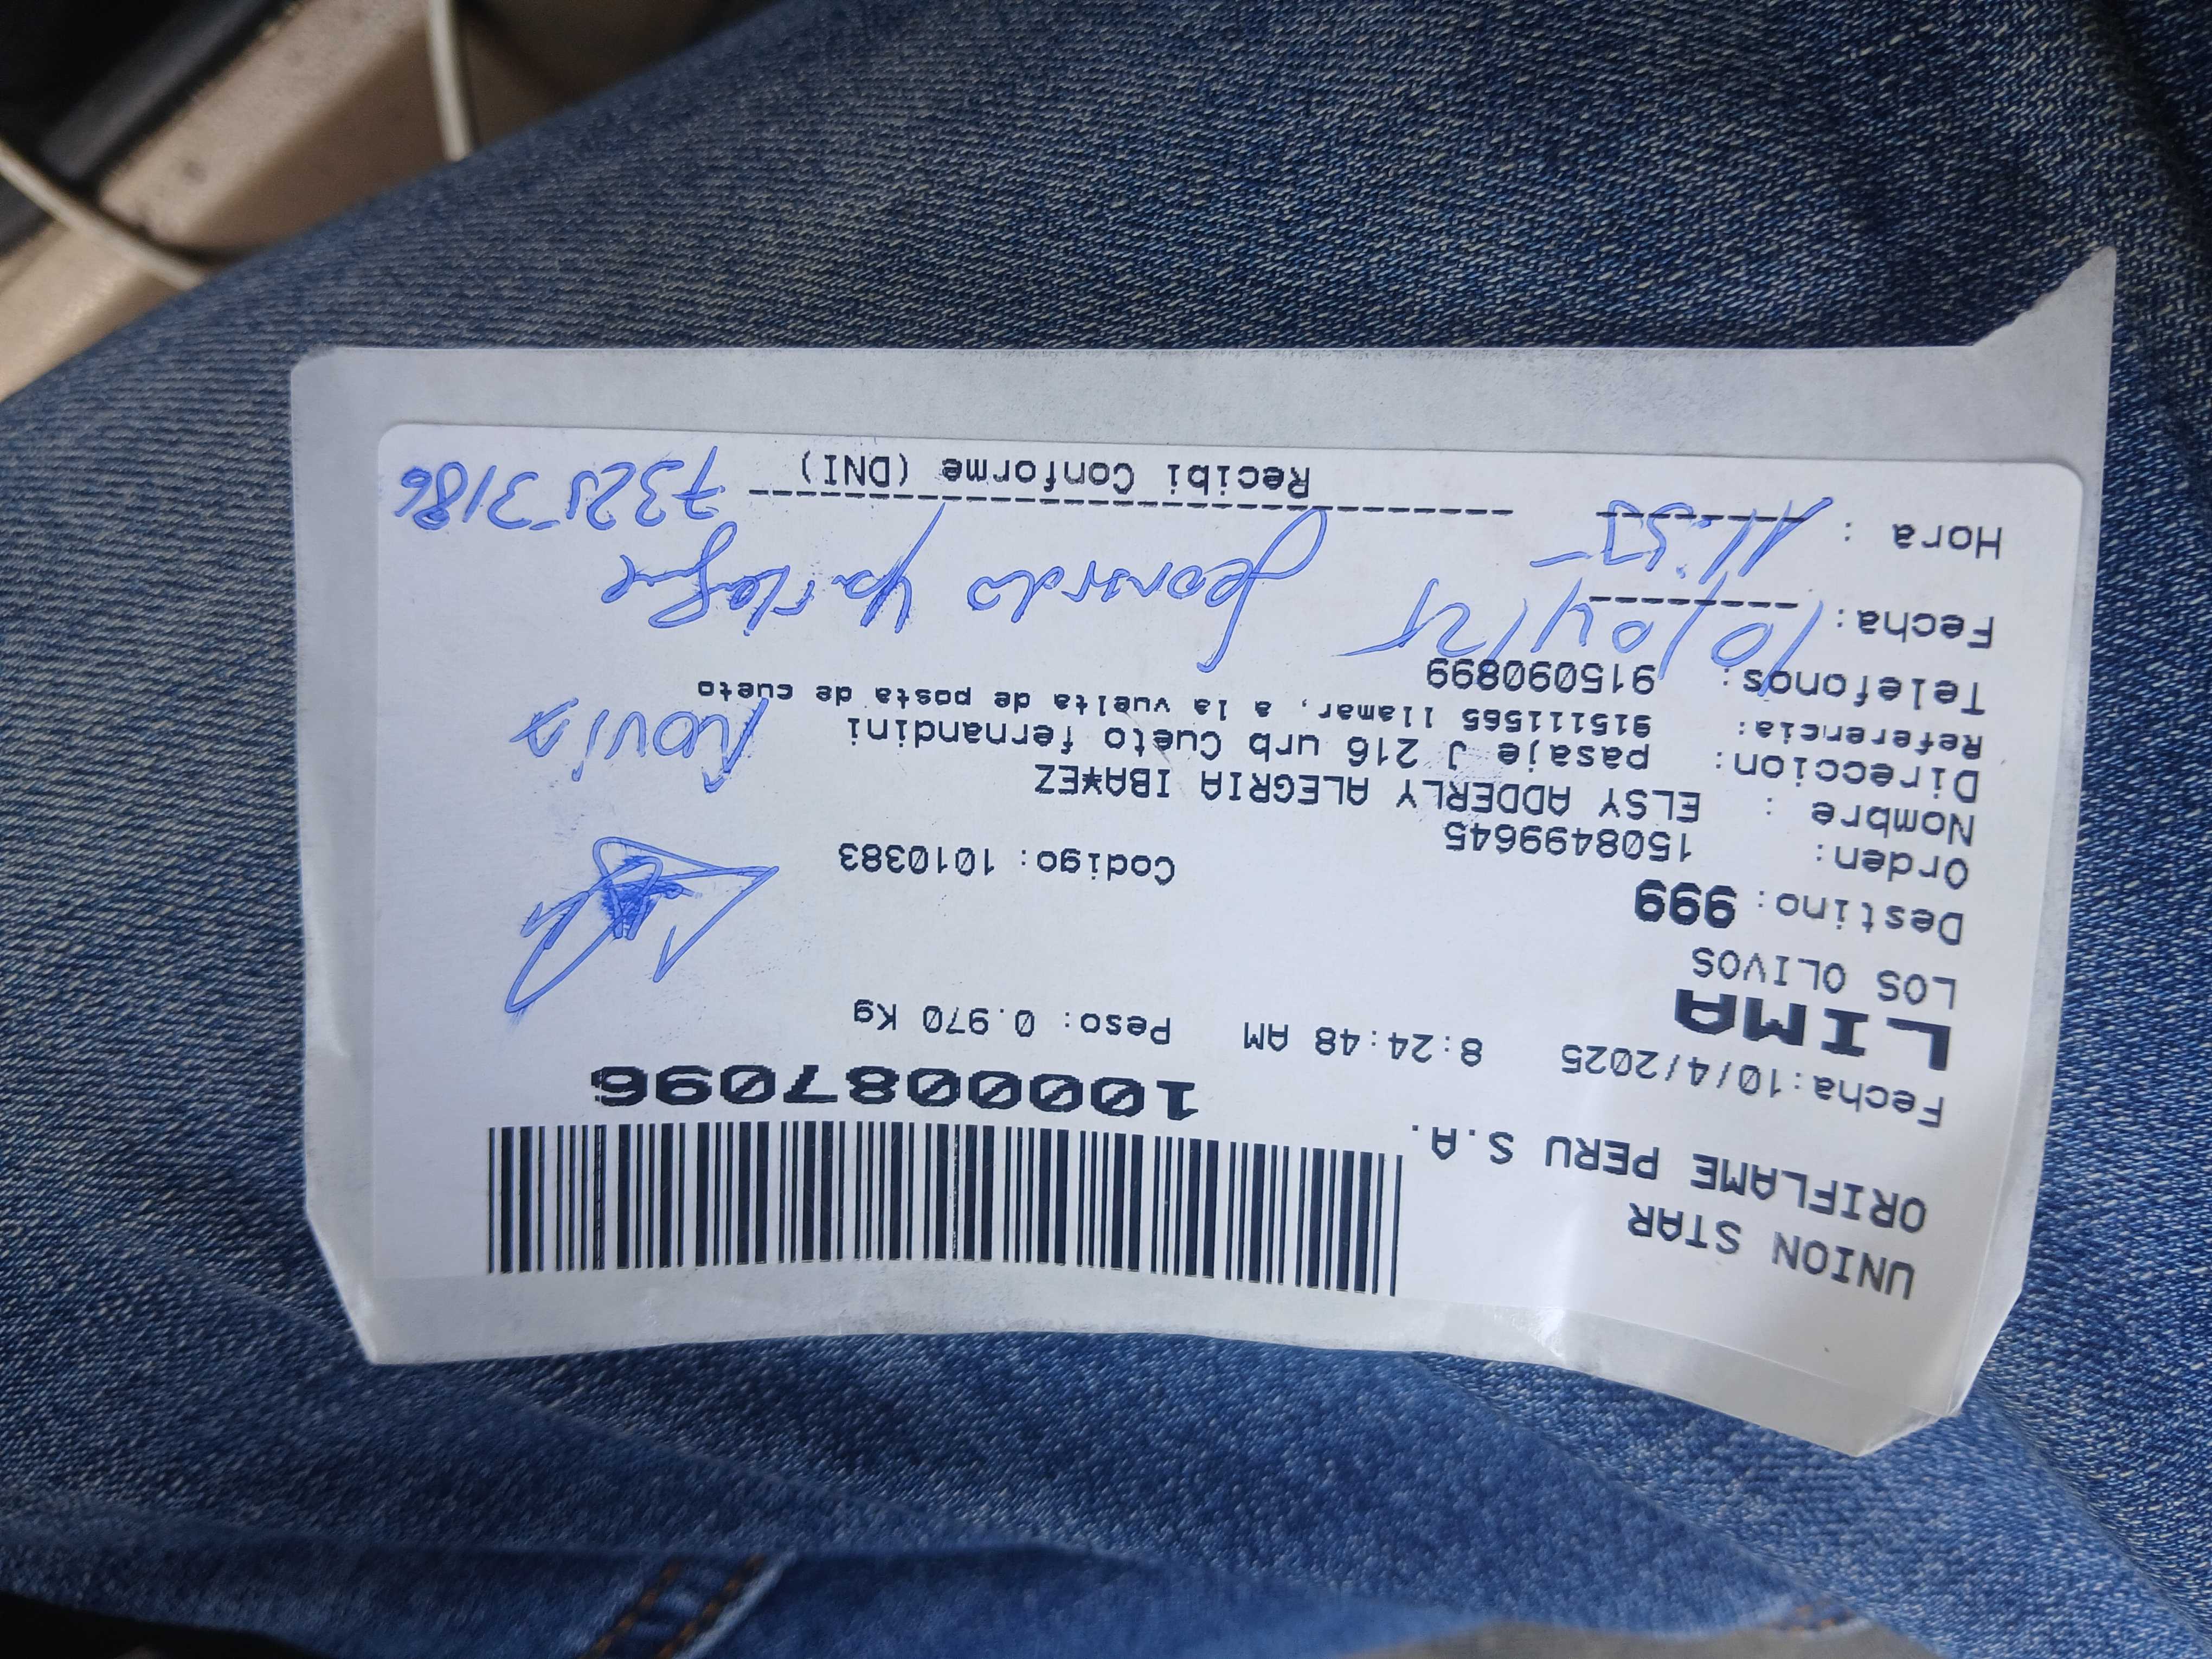 UNION STAR
ORIFLAME PERU S.A.
1000087096
Fecha:10/4/2025 8:24:48 AM Peso: 0.970 Kg
LIMA
LOS OLIVOS
Destino: 999
Orden: 1508499645 Codigo: 1010383
Nombre : ELSY ADDERLY ALEGRIA IBA¥EZ
Direccion: pasaje J 216 urb Cueto fernandini
Referencia: 915111565 llamar, a la vuelta de posta de cueto
Telefonos: 915090899
Novia
Fecha: 10/04/25
Leonardo
Hora : 11:55
73253186
Recibi Conforme (DNI)